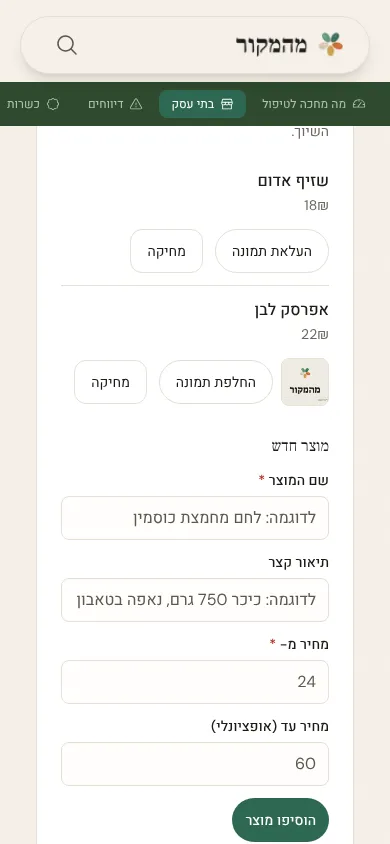 מהמקור
מה מחכה לטיפול
בתי עסק
דיווחים
כשרות
השיוך.
שזיף אדום
18₪
העלאת תמונה
מחיקה
אפרסק לבן
22₪
מהמקור
החלפת תמונה
מחיקה
מוצר חדש
שם המוצר *
לדוגמה: לחם מחמצת כוסמין
תיאור קצר
לדוגמה: כיכר 750 גרם, נאפה בטאבון
מחיר מ- *
24
מחיר עד (אופציונלי)
60
הוסיפו מוצר